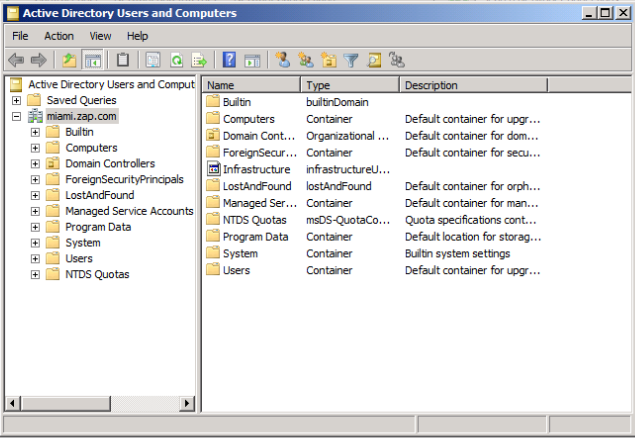 Active Directory Users and Computers
File Action View Help
Active Directory Users and Comput
Saved Queries
miami.zap.com
Builtin
Computers
Domain Controllers
ForeignSecurityPrincipals
LostAndFound
Managed Service Accounts
Program Data
System
Users
NTDS Quotas
Name Type Description
Builtin builtinDomain
Computers Container Default container for upgr...
Domain Cont... Organizational ... Default container for dom...
ForeignSecur... Container Default container for secu...
Infrastructure infrastructureU...
LostAndFound lostAndFound Default container for orph...
Managed Ser... Container Default container for man...
NTDS Quotas msDS-QuotaCo... Quota specifications cont...
Program Data Container Default location for storag...
System Container Builtin system settings
Users Container Default container for upgr...